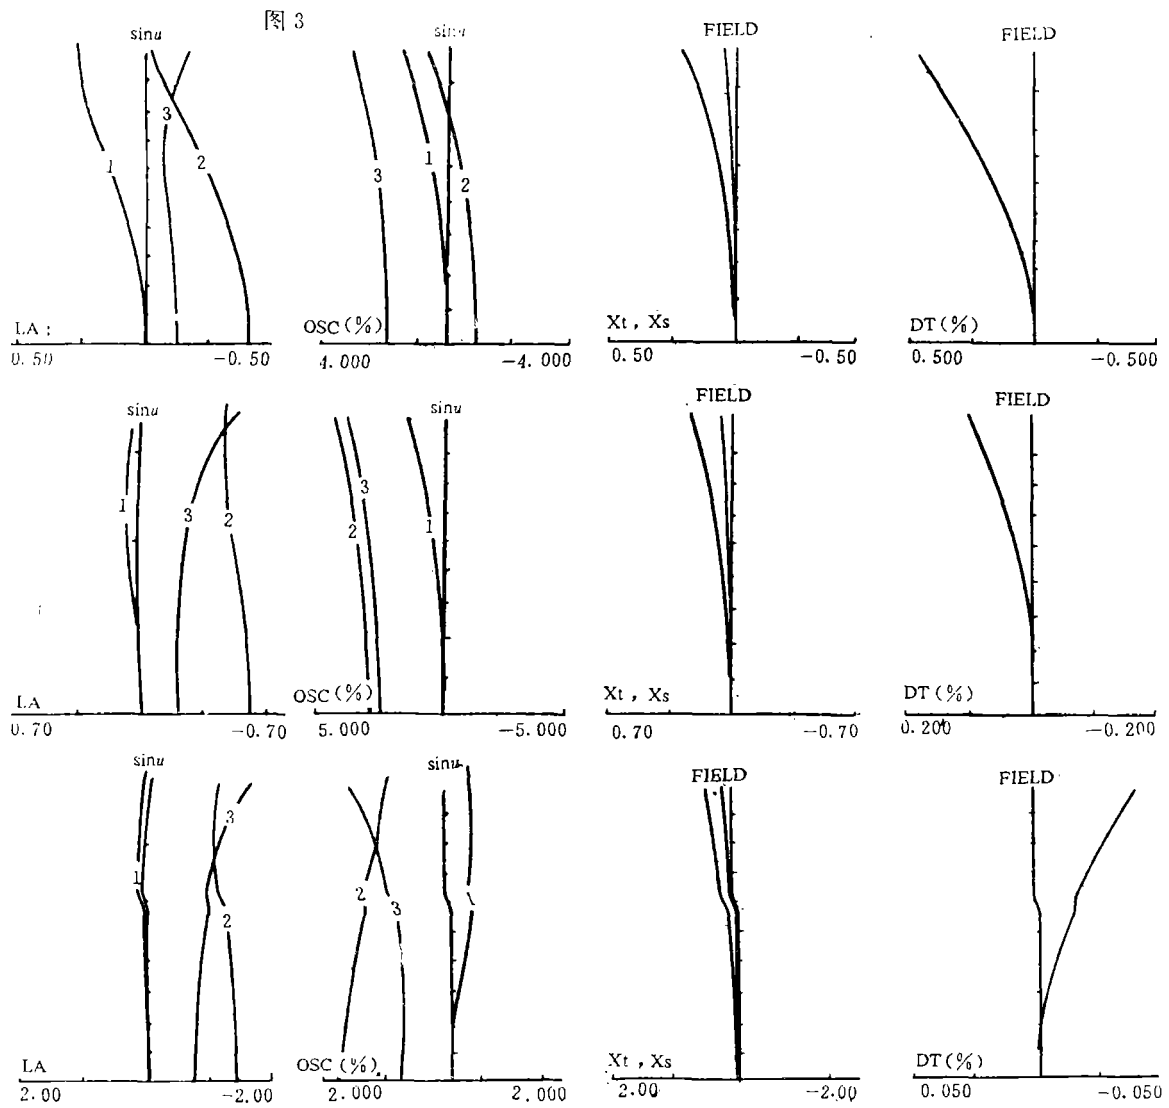 图 3
sinu
sinu
FIELD
FIELD
1
3
2
3
1
2
LA :
OSC(%)
Xt , Xs
DT(%)
0.50
-0.50
4.000
-4.000
0.50
-0.50
0.500
-0.500
sinu
sinu
FIELD
FIELD
1
3
2
3
2
1
LA
OSC(%)
Xt , Xs
DT(%)
0.70
-0.70
5.000
-5.000
0.70
-0.70
0.200
-0.200
sinu
sinu
FIELD
FIELD
1
3
2
2
3
1
LA
OSC(%)
Xt , Xs
DT(%)
2.00
-2.00
2.000
2.000
2.00
-2.00
0.050
-0.050